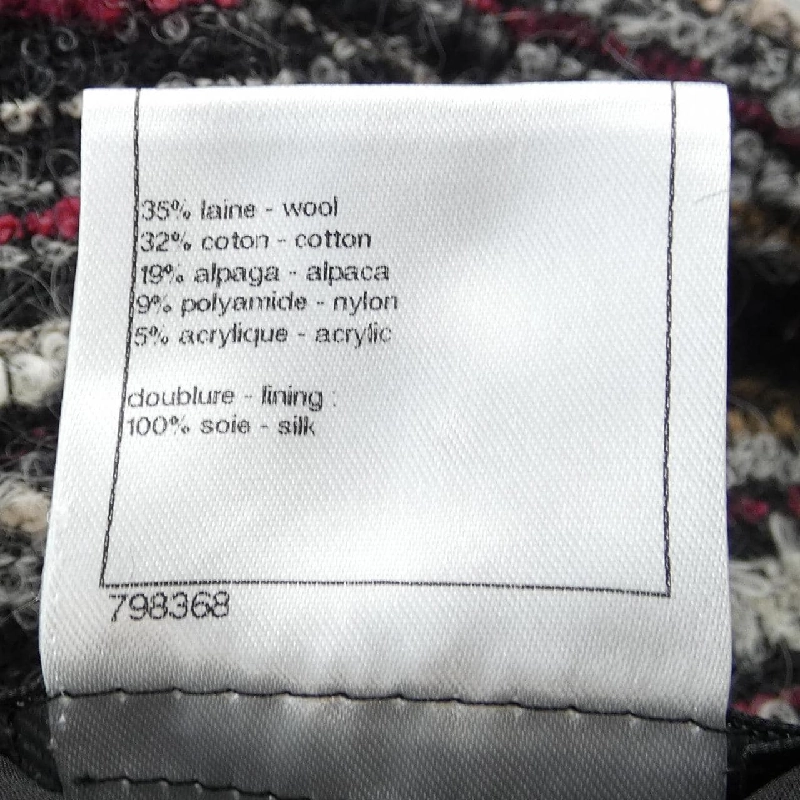 35% laine - wool
32% coton - cotton
19% alpaga - alpaca
9% polyamide - nylon
5% acrylique - acrylic
doublure - lining :
100% soie - silk
798368